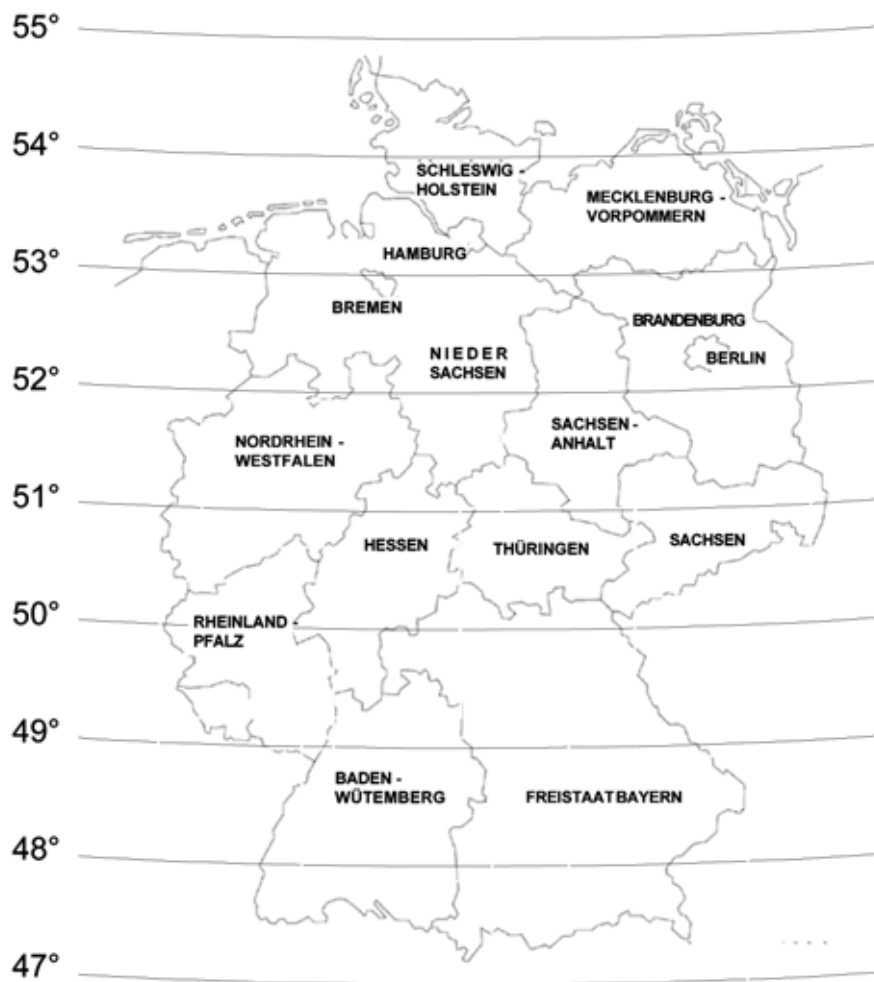 55°
54°
SCHLESWIG -
HOLSTEIN
MECKLENBURG -
VORPOMMERN
HAMBURG
53°
BREMEN
BRANDENBURG
BERLIN
NIEDER
SACHSEN
52°
SACHSEN -
ANHALT
NORDRHEIN -
WESTFALEN
51°
HESSEN
THÜRINGEN
SACHSEN
50°
RHEINLAND -
PFALZ
49°
BADEN -
WÜTEMBERG
FREISTAAT BAYERN
48°
47°